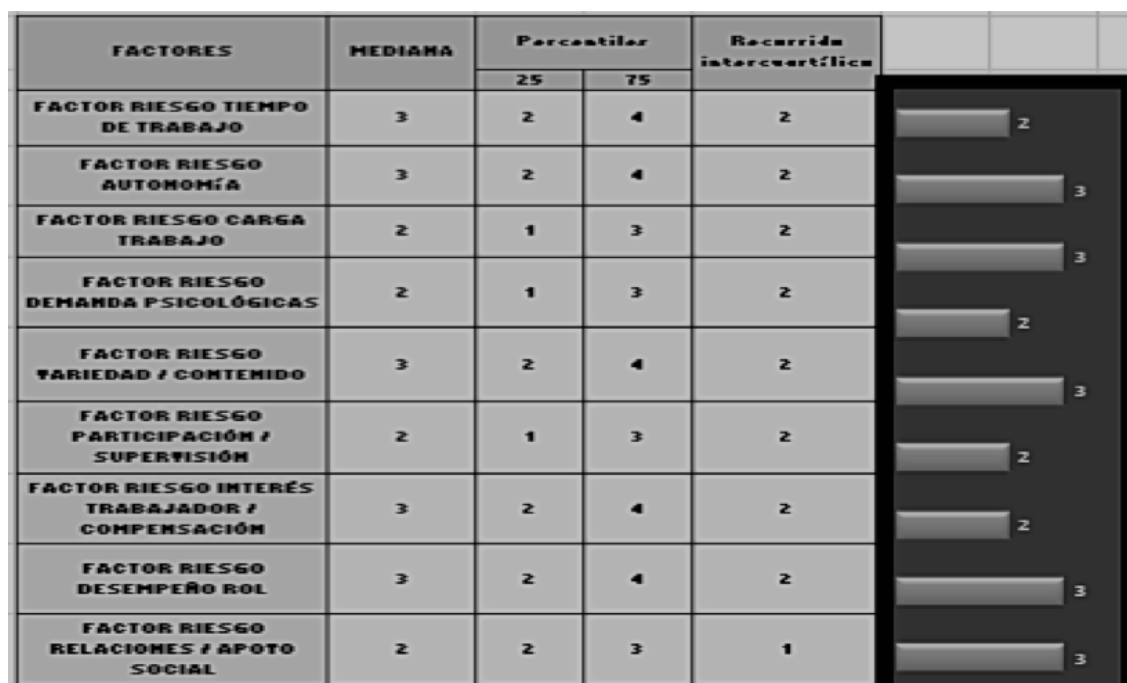 FACTORES MEDIANA Percentiles Recorrido
intercuartílico
25 75
FACTOR RIESGO TIEMPO
DE TRABAJO 3 2 4 2 2
FACTOR RIESGO
AUTONOMÍA 3 2 4 2 3
FACTOR RIESGO CARGA
TRABAJO 2 1 3 2 3
FACTOR RIESGO
DEMANDA PSICOLÓGICAS 2 1 3 2 2
FACTOR RIESGO
VARIEDAD / CONTENIDO 3 2 4 2 3
FACTOR RIESGO
PARTICIPACIÓN /
SUPERVISIÓN 2 1 3 2 2
FACTOR RIESGO INTERÉS
TRABAJADOR /
COMPENSACIÓN 3 2 4 2 2
FACTOR RIESGO
DESEMPEÑO ROL 3 2 4 2 3
FACTOR RIESGO
RELACIONES / APOTO
SOCIAL 2 2 3 1 3